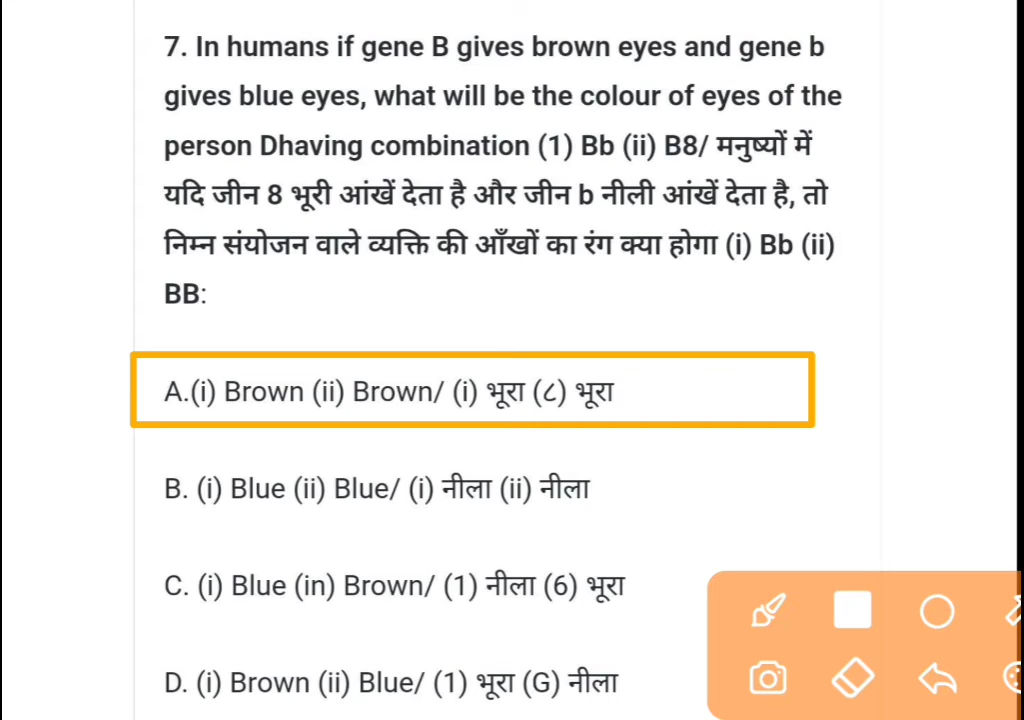 7. In humans if gene B gives brown eyes and gene b
gives blue eyes, what will be the colour of eyes of the
person Dhaving combination (1) Bb (ii) B8/ मनुष्यों में
यदि जीन 8 भूरी आंखें देता है और जीन b नीली आंखें देता है, तो
निम्न संयोजन वाले व्यक्ति की आँखों का रंग क्या होगा (i) Bb (ii)
BB:
A.(i) Brown (ii) Brown/ (i) भूरा (८) भूरा
B. (i) Blue (ii) Blue/ (i) नीला (ii) नीला
C. (i) Blue (in) Brown/ (1) नीला (6) भूरा
D. (i) Brown (ii) Blue/ (1) भूरा (G) नीला